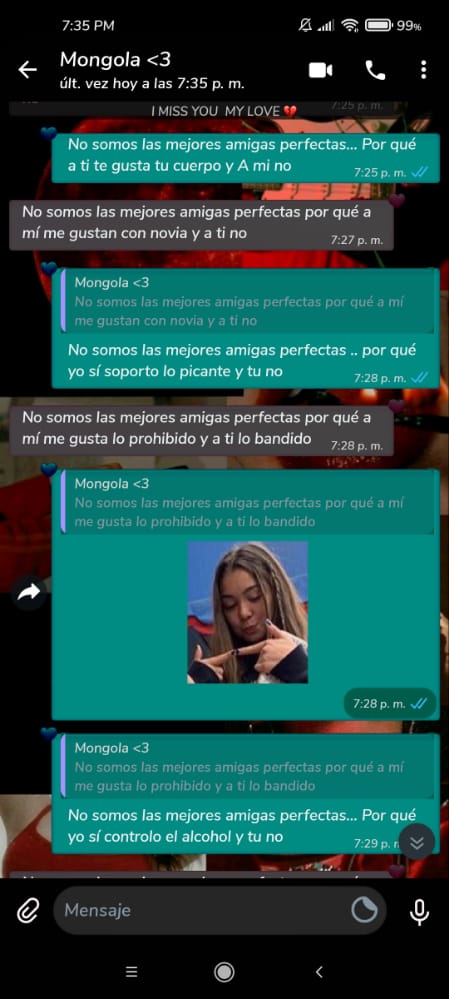 7:35 PM
99%
Mongola <3
últ. vez hoy a las 7:35 p. m.
I MISS YOU MY LOVE 💔
7:25 p. m.
No somos las mejores amigas perfectas... Por qué
a ti te gusta tu cuerpo y A mi no
7:25 p. m.
No somos las mejores amigas perfectas por qué a
mí me gustan con novia y a ti no
7:27 p. m.
Mongola <3
No somos las mejores amigas perfectas por qué a mí
me gustan con novia y a ti no
No somos las mejores amigas perfectas .. por qué
yo sí soporto lo picante y tu no
7:28 p. m.
No somos las mejores amigas perfectas por qué a
mí me gusta lo prohibido y a ti lo bandido
7:28 p. m.
Mongola <3
No somos las mejores amigas perfectas por qué a mí
me gusta lo prohibido y a ti lo bandido
7:28 p. m.
Mongola <3
No somos las mejores amigas perfectas por qué a mí
me gusta lo prohibido y a ti lo bandido
No somos las mejores amigas perfectas... Por qué
yo sí controlo el alcohol y tu no
7:29 p.
Mensaje